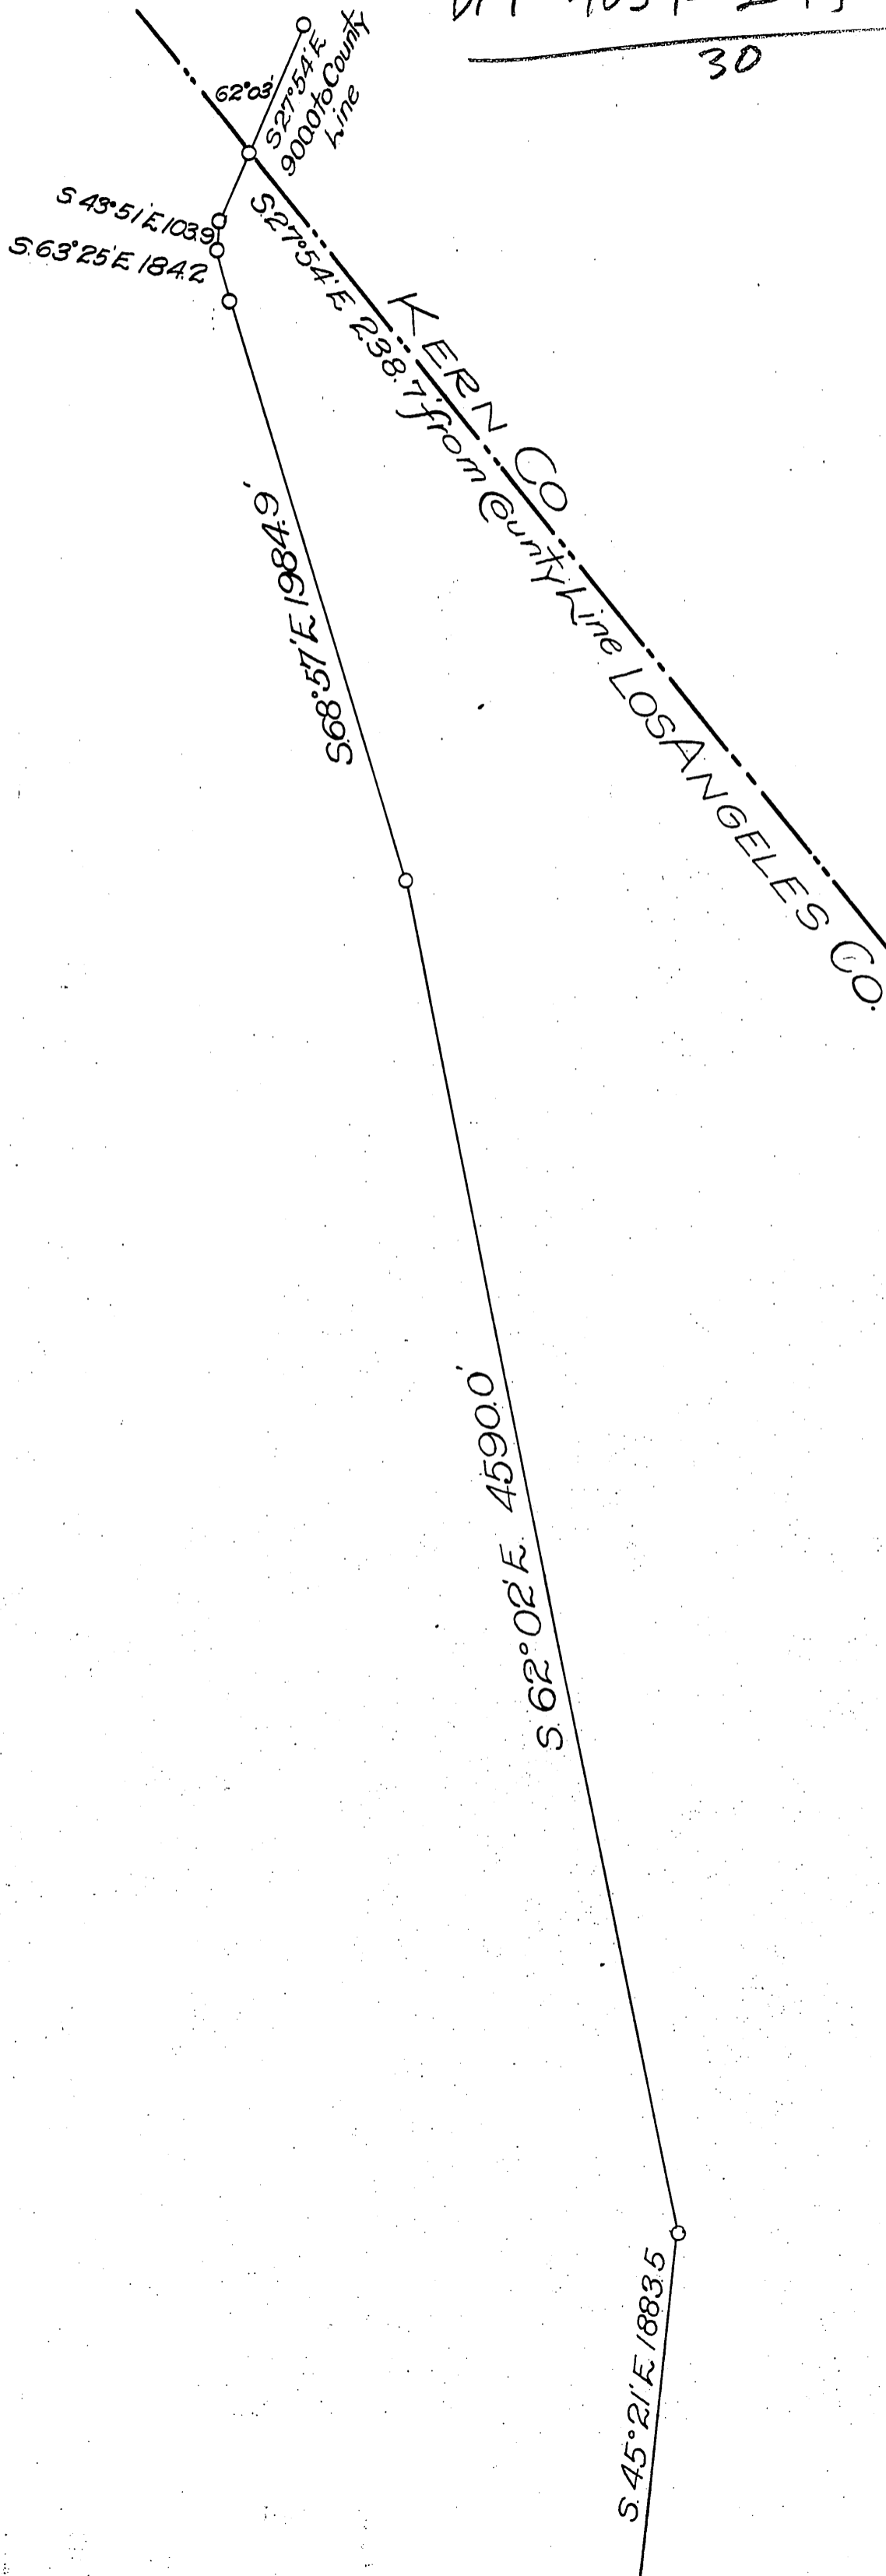 30
62°03'
S27°54'E
900.0 to County
Line
S 43°51'E 103.9
S.63°25'E 184.2
S.27°54'E 238.7' from County Line
KERN CO
LOS ANGELES CO.
S68°57'E 1984.9'
S. 62°02'E. 4590.0'
S. 45°21'E. 1883.5